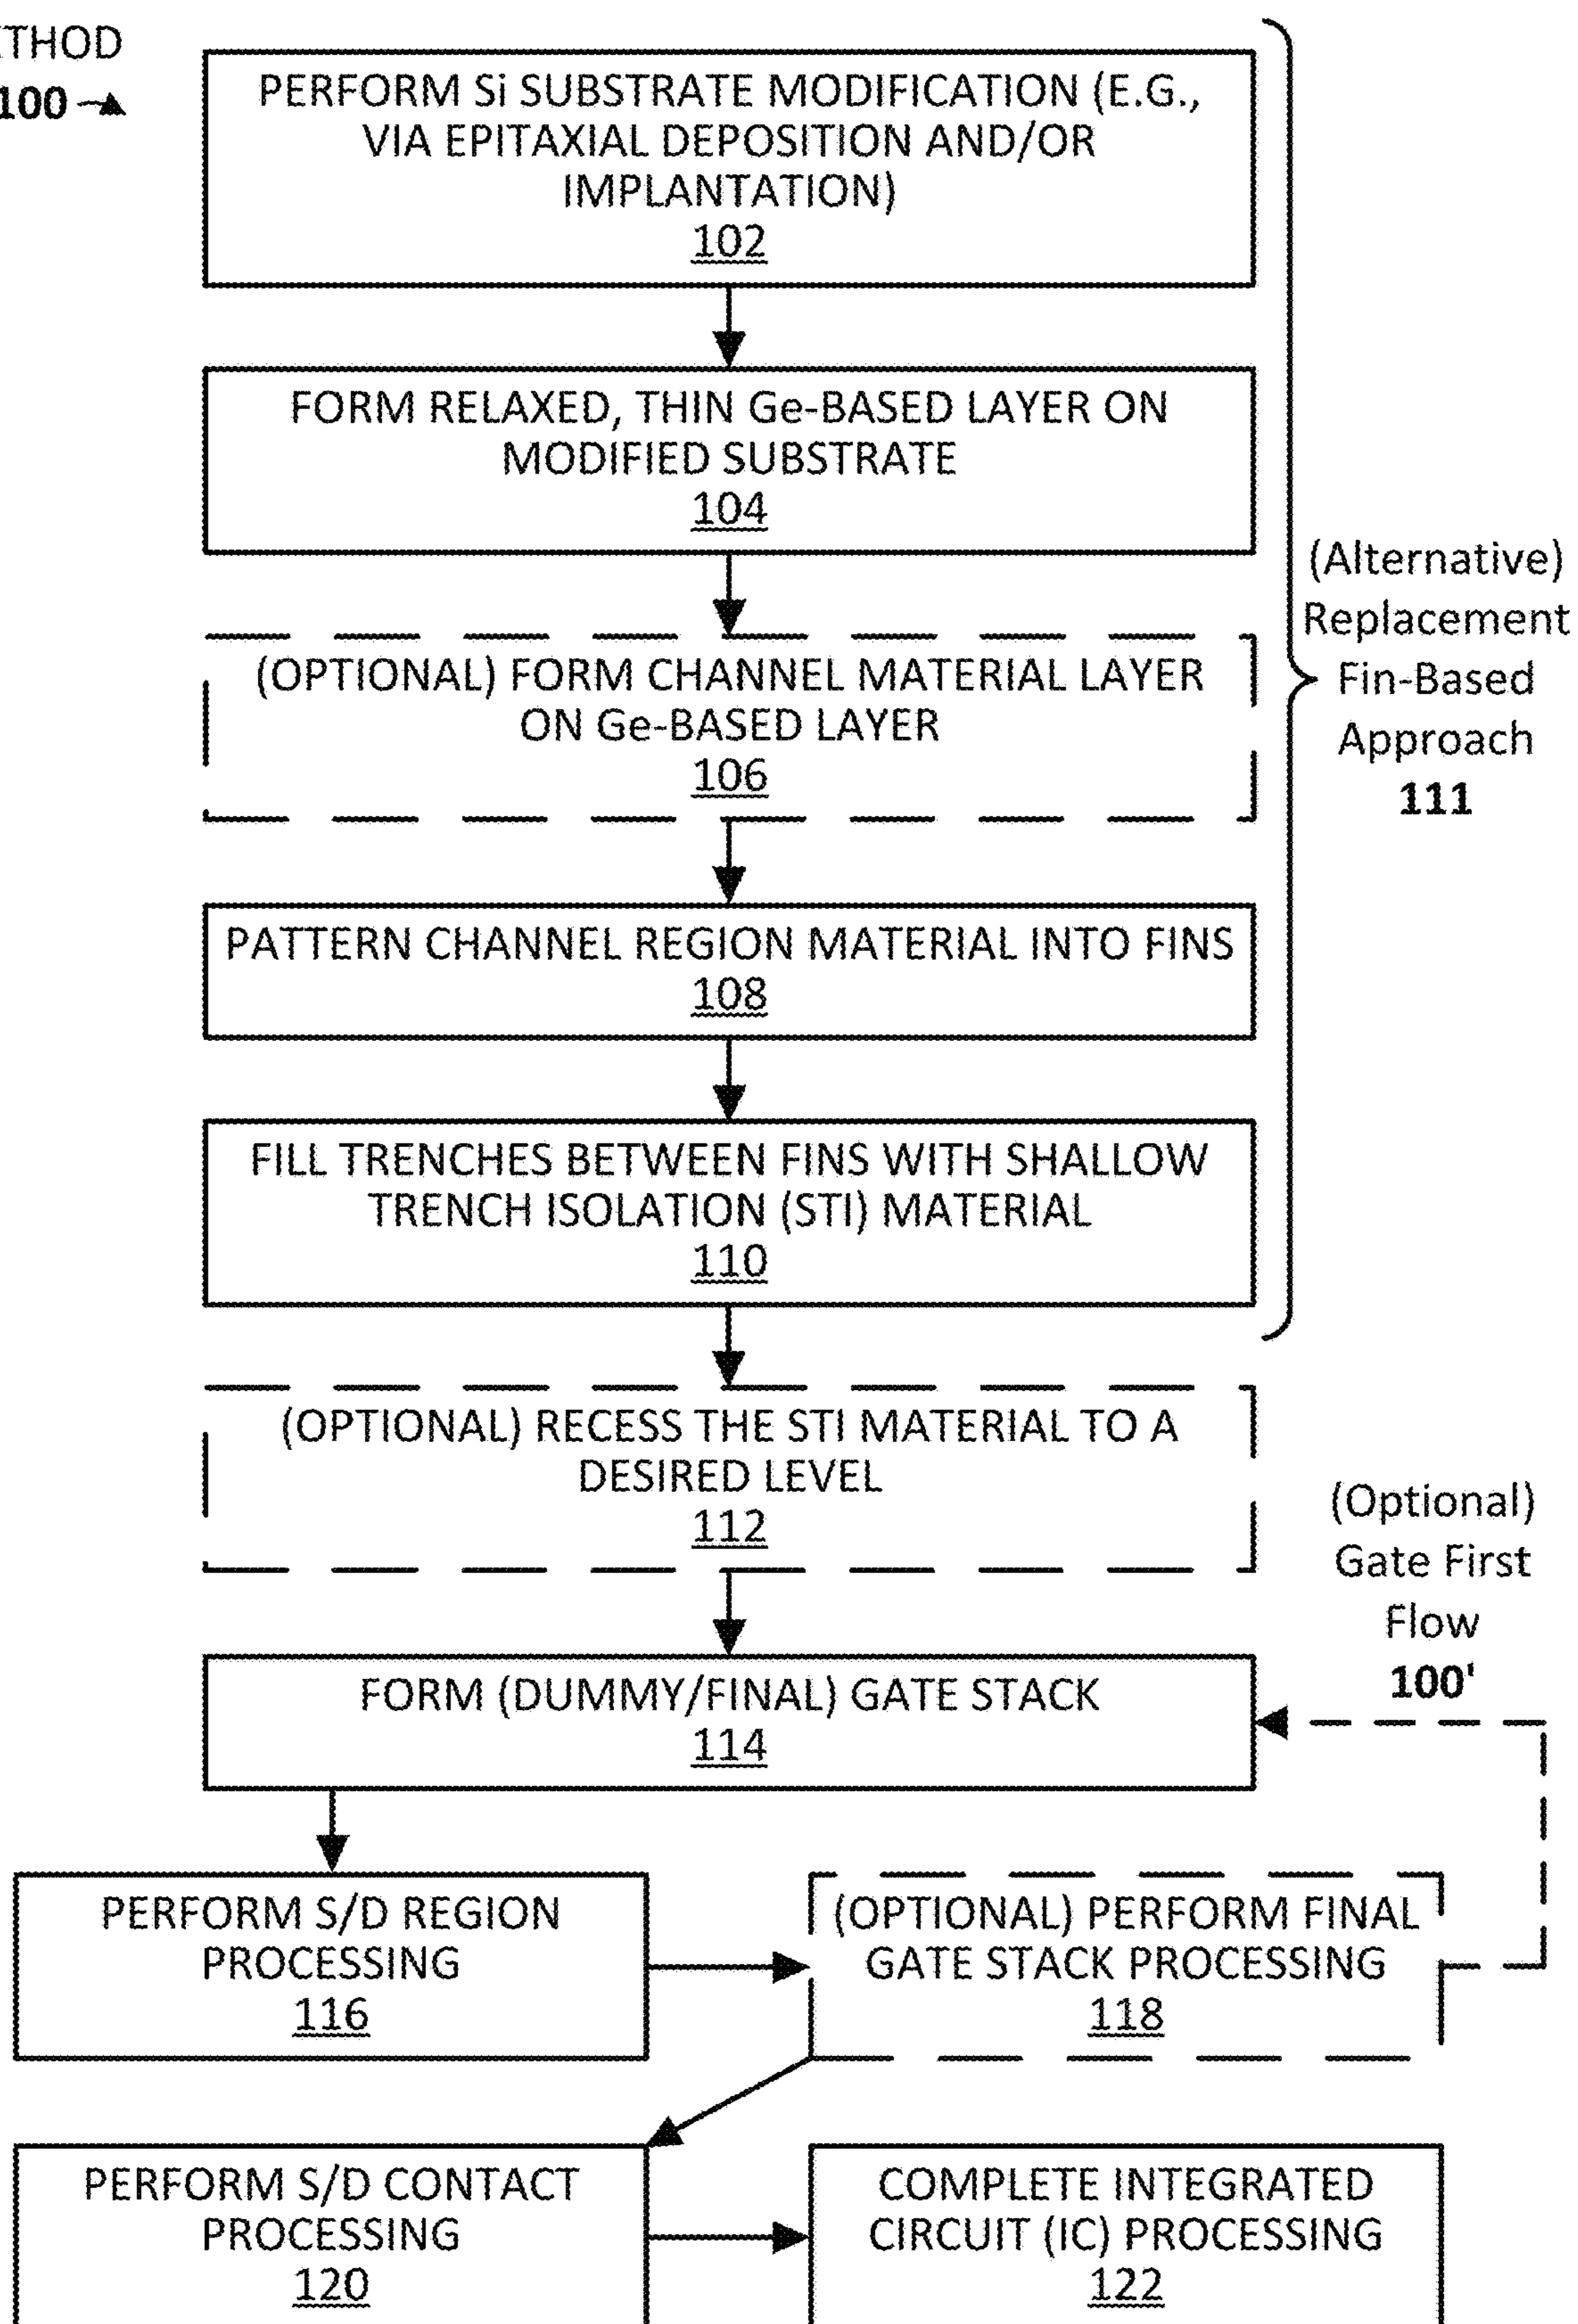 100
PERFORM Si SUBSTRATE MODIFICATION (E.G.,
VIA EPITAXIAL DEPOSITION AND/OR
IMPLANTATION)
102
FORM RELAXED, THIN Ge-BASED LAYER ON
MODIFIED SUBSTRATE
104
(OPTIONAL) FORM CHANNEL MATERIAL LAYER
ON Ge-BASED LAYER
106
PATTERN CHANNEL REGION MATERIAL INTO FINS
108
FILL TRENCHES BETWEEN FINS WITH SHALLOW
TRENCH ISOLATION (STI) MATERIAL
110
(Alternative)
Replacement
Fin-Based
Approach
111
(OPTIONAL) RECESS THE STI MATERIAL TO A
DESIRED LEVEL
112
(Optional)
Gate First
Flow
100'
FORM (DUMMY/FINAL) GATE STACK
114
PERFORM S/D REGION
PROCESSING
116
(OPTIONAL) PERFORM FINAL
GATE STACK PROCESSING
118
PERFORM S/D CONTACT
PROCESSING
120
COMPLETE INTEGRATED
CIRCUIT (IC) PROCESSING
122